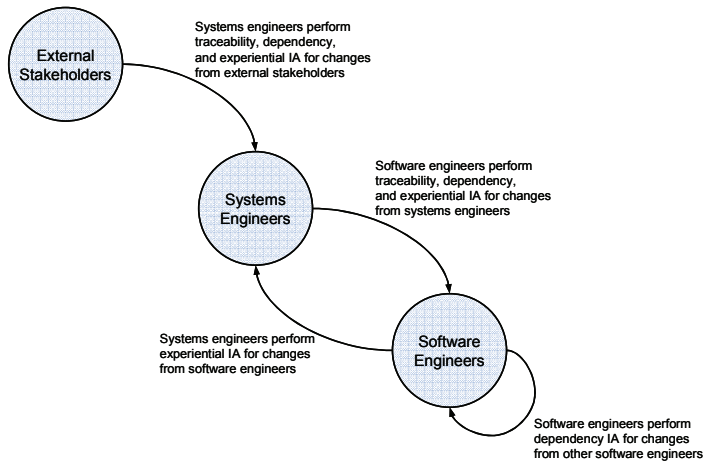 External
Stakeholders
Systems engineers perform
traceability, dependency,
and experiential IA for changes
from external stakeholders
Systems
Engineers
Software engineers perform
traceability, dependency,
and experiential IA for changes
from systems engineers
Systems engineers perform
experiential IA for changes
from software engineers
Software
Engineers
Software engineers perform
dependency IA for changes
from other software engineers